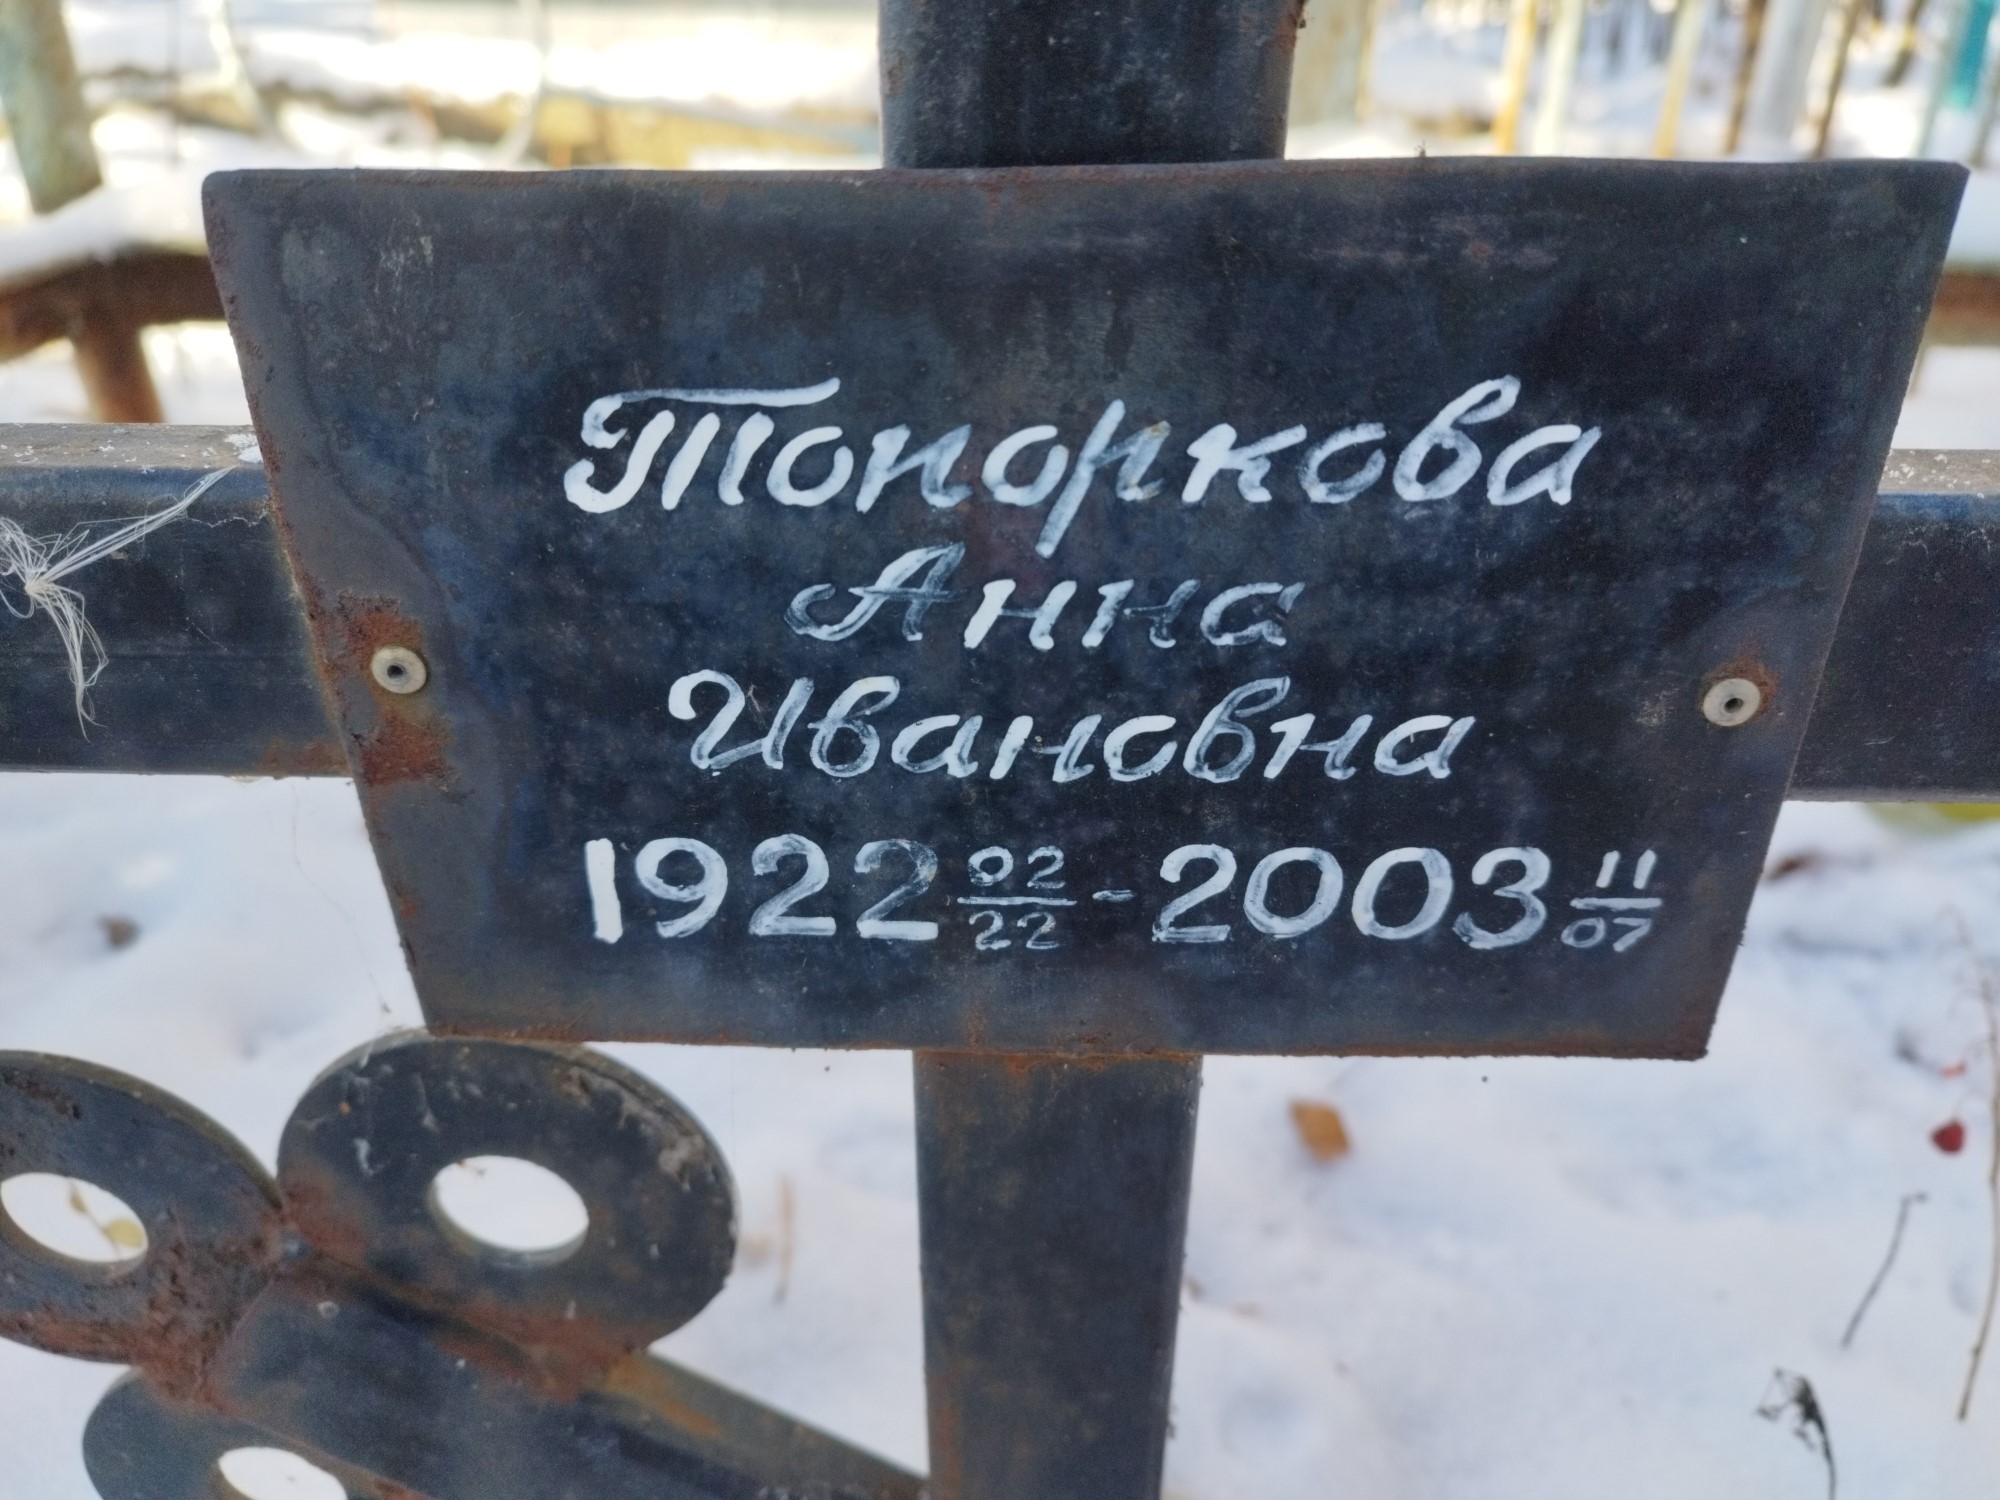 Топоркова
Анна
Ивановна
1922 02/22 - 2003 11/07